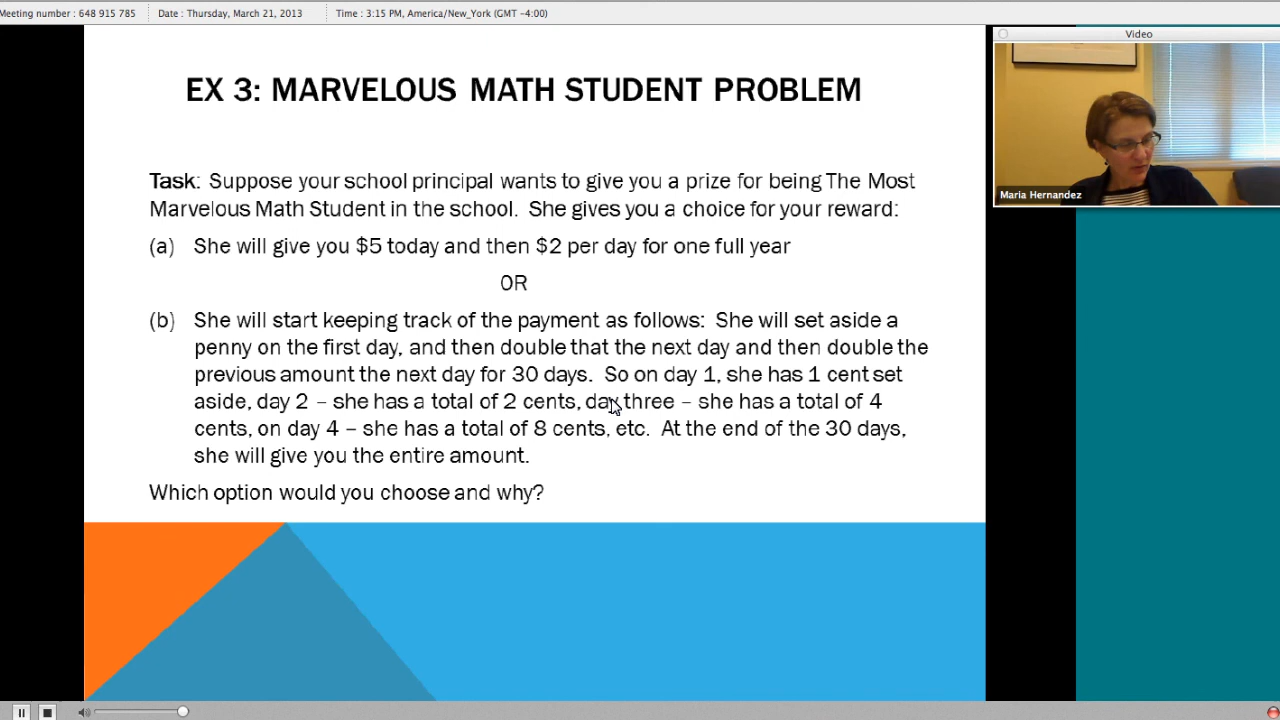 Meeting number : 648 915 785 Date : Thursday, March 21, 2013 Time : 3:15 PM, America/New_York (GMT -4:00)
Video
EX 3: MARVELOUS MATH STUDENT PROBLEM
Maria Hernandez
Task: Suppose your school principal wants to give you a prize for being The Most
Marvelous Math Student in the school. She gives you a choice for your reward:
(a) She will give you $5 today and then $2 per day for one full year
OR
(b) She will start keeping track of the payment as follows: She will set aside a
penny on the first day, and then double that the next day and then double the
previous amount the next day for 30 days. So on day 1, she has 1 cent set
aside, day 2 – she has a total of 2 cents, day three – she has a total of 4
cents, on day 4 – she has a total of 8 cents, etc. At the end of the 30 days,
she will give you the entire amount.
Which option would you choose and why?